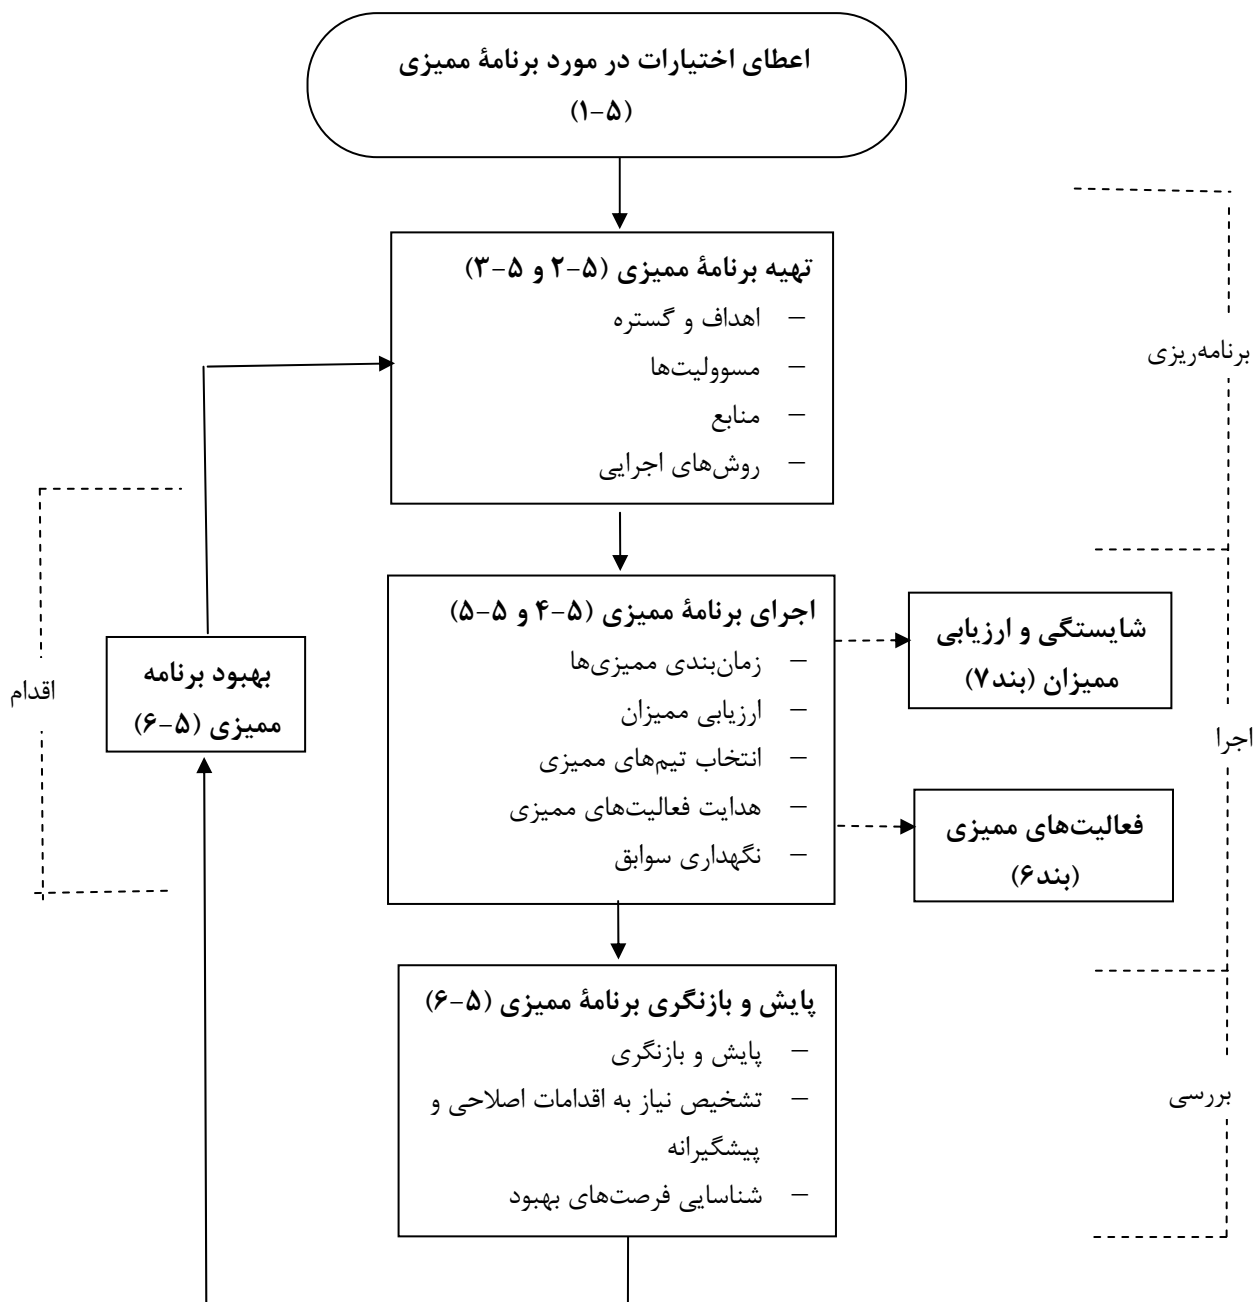 اعطای اختیارات در مورد برنامهٔ ممیزی
(۵-۱)
تهیه برنامهٔ ممیزی (۵-۲ و ۵-۳)
– اهداف و گستره
– مسوولیت‌ها
– منابع
– روش‌های اجرایی
برنامه‌ریزی
اجرای برنامهٔ ممیزی (۵-۴ و ۵-۵)
– زمان‌بندی ممیزی‌ها
– ارزیابی ممیزان
– انتخاب تیم‌های ممیزی
– هدایت فعالیت‌های ممیزی
– نگهداری سوابق
شایستگی و ارزیابی
ممیزان (بند۷)
فعالیت‌های ممیزی
(بند۶)
اجرا
بهبود برنامه
ممیزی (۵-۶)
اقدام
پایش و بازنگری برنامهٔ ممیزی (۵-۶)
– پایش و بازنگری
– تشخیص نیاز به اقدامات اصلاحی و
پیشگیرانه
– شناسایی فرصت‌های بهبود
بررسی